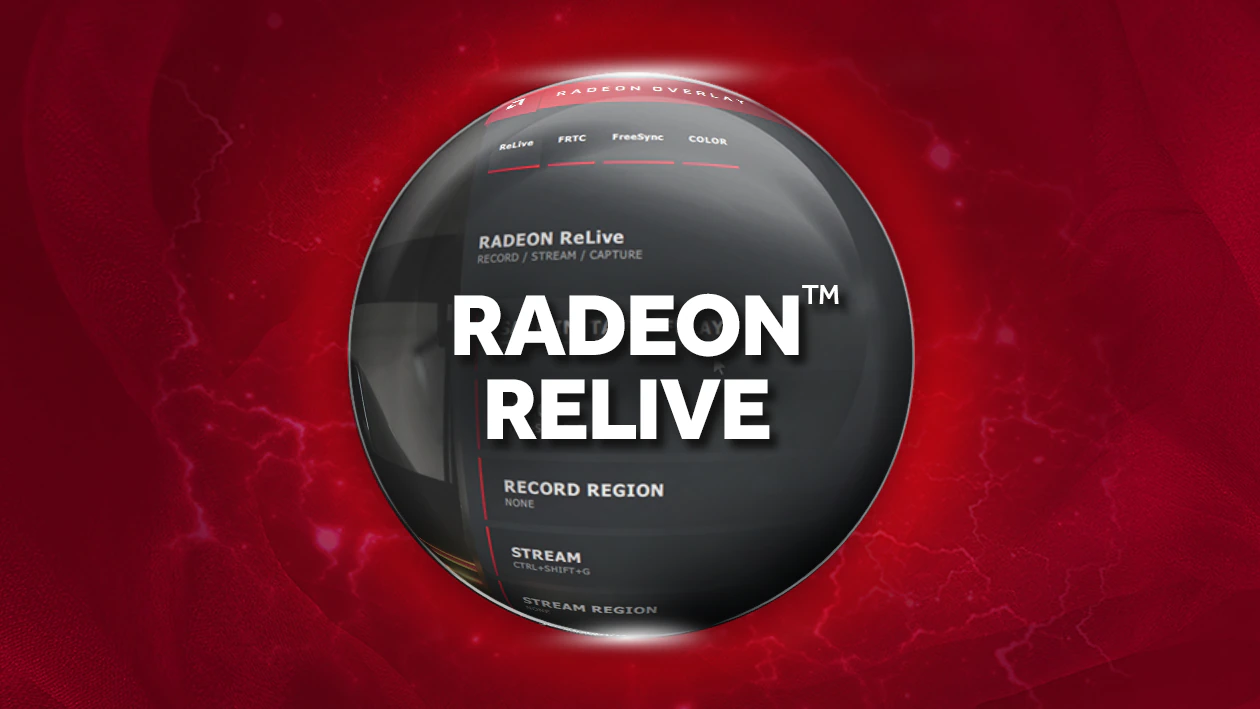 RADEON OVERLAY
ReLive FRTC FreeSync COLOR
RADEON ReLive
RECORD / STREAM / CAPTURE
RADEON™
RELIVE
RECORD REGION
NONE
STREAM
CTRL+SHIFT+G
STREAM REGION